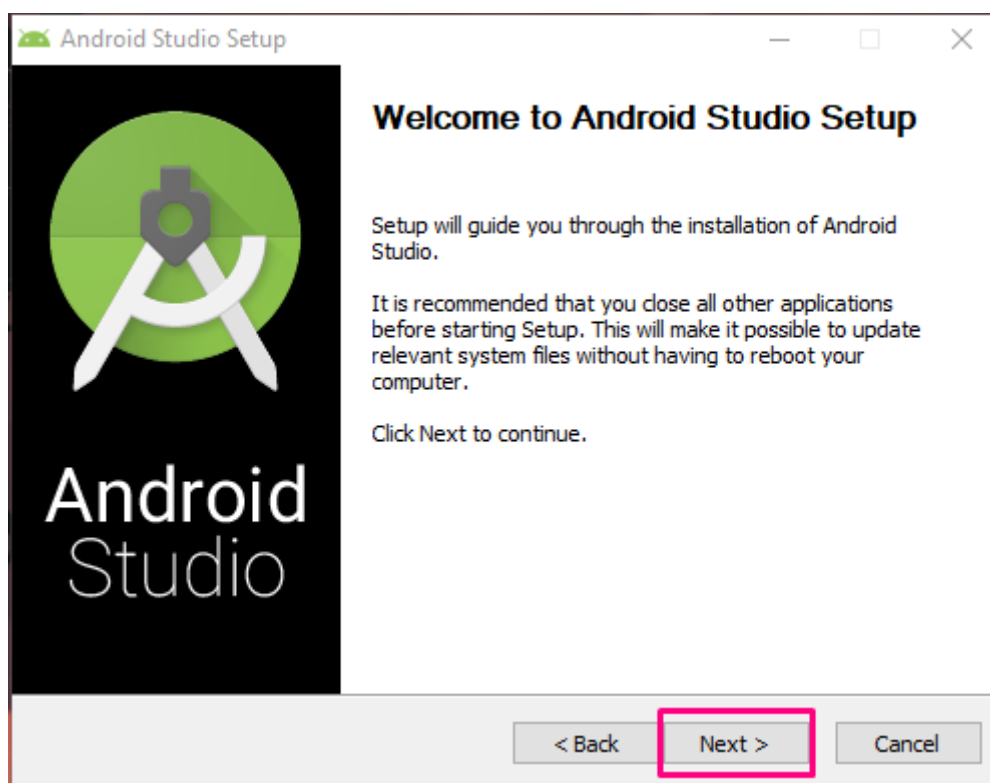 Android Studio Setup
Welcome to Android Studio Setup
Setup will guide you through the installation of Android
Studio.
It is recommended that you close all other applications
before starting Setup. This will make it possible to update
relevant system files without having to reboot your
computer.
Click Next to continue.
Android
Studio
< Back
Next >
Cancel